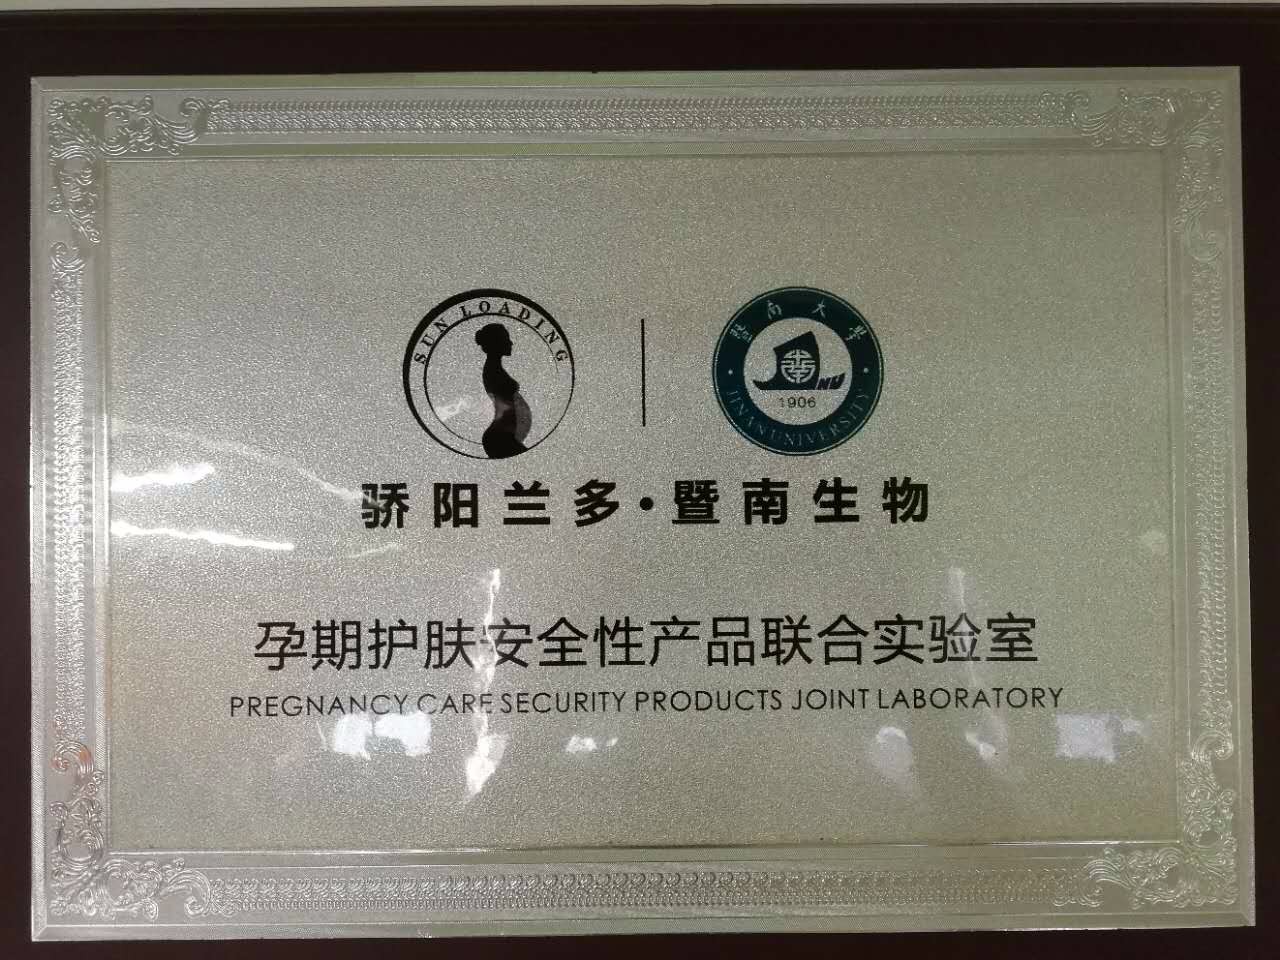 SUN LOADING
暨南大学
1906
JINAN UNIVERSITY
骄阳兰多·暨南生物
孕期护肤安全性产品联合实验室
PREGNANCY CARE SECURITY PRODUCTS JOINT LABORATORY